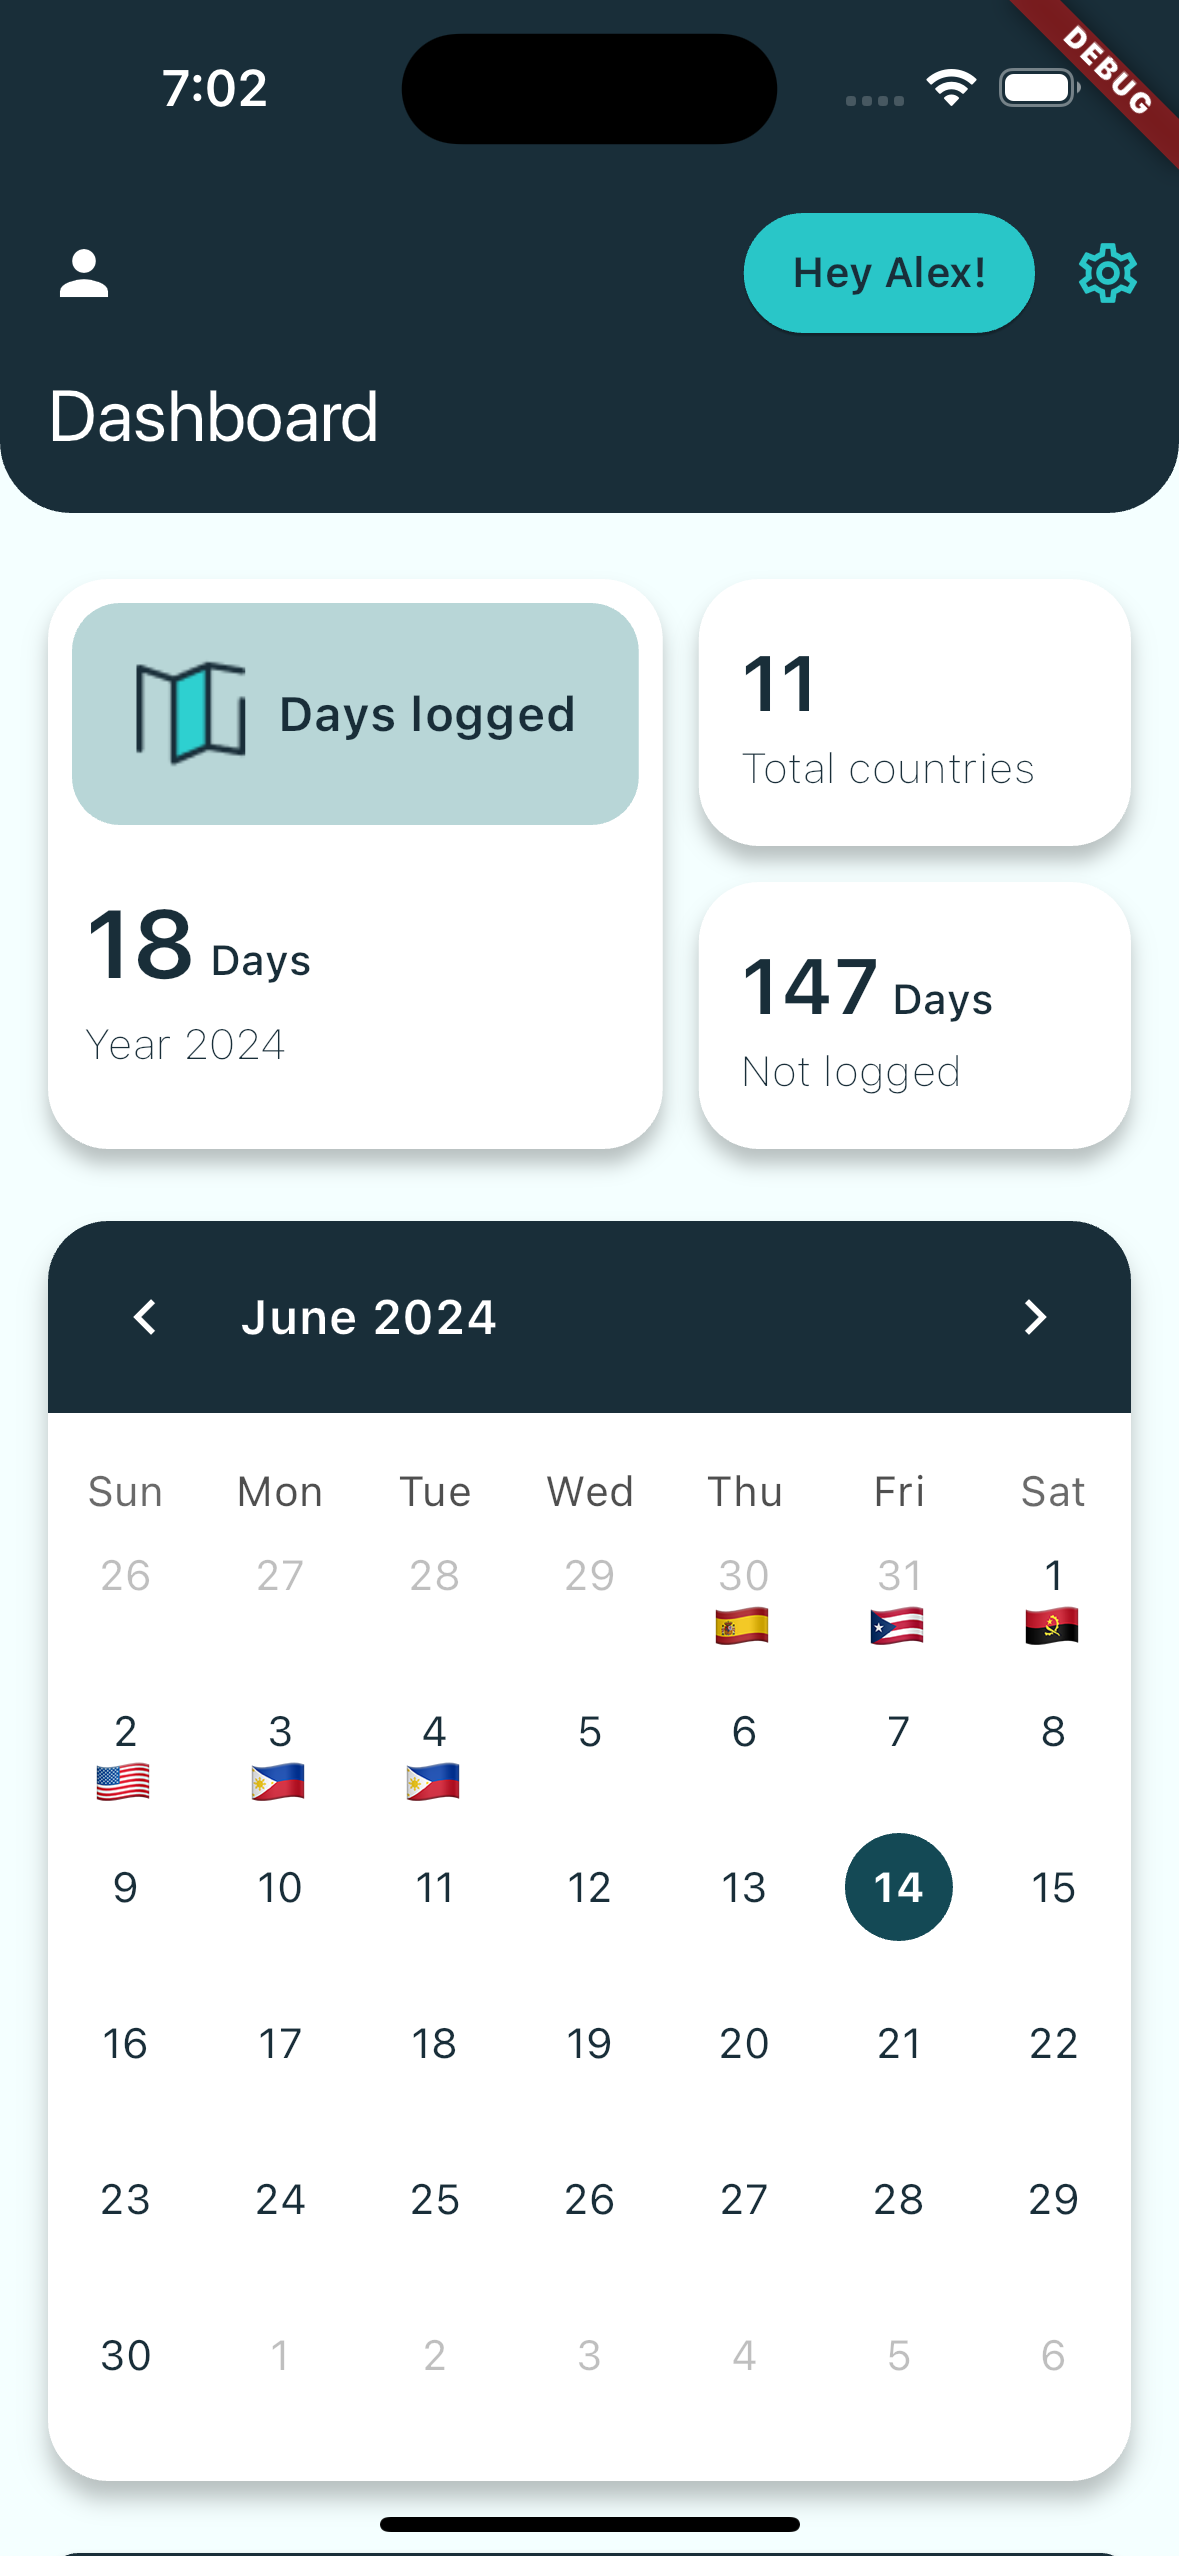 7:02
DEBUG
Hey Alex!
Dashboard
Days logged
18 Days
Year 2024
11
Total countries
147 Days
Not logged
June 2024
Sun Mon Tue Wed Thu Fri Sat
26 27 28 29 30 31 1
2 3 4 5 6 7 8
9 10 11 12 13 14 15
16 17 18 19 20 21 22
23 24 25 26 27 28 29
30 1 2 3 4 5 6